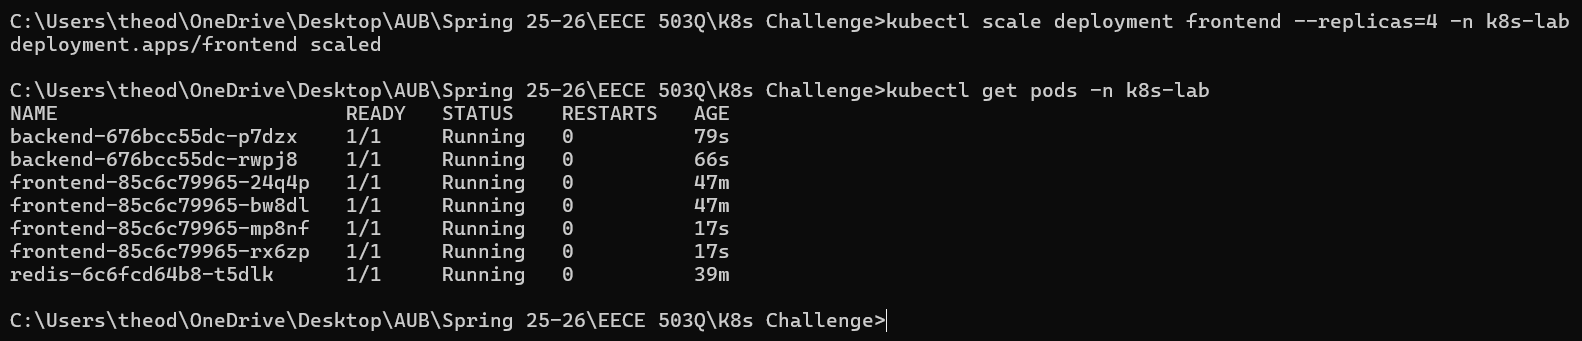 C:\Users\theod\OneDrive\Desktop\AUB\Spring 25-26\EECE 503Q\K8s Challenge>kubectl scale deployment frontend --replicas=4 -n k8s-lab
deployment.apps/frontend scaled
C:\Users\theod\OneDrive\Desktop\AUB\Spring 25-26\EECE 503Q\K8s Challenge>kubectl get pods -n k8s-lab
NAME                        READY   STATUS    RESTARTS   AGE
backend-676bcc55dc-p7dzx    1/1     Running   0          79s
backend-676bcc55dc-rwpj8    1/1     Running   0          66s
frontend-85c6c79965-24q4p   1/1     Running   0          47m
frontend-85c6c79965-bw8dl   1/1     Running   0          47m
frontend-85c6c79965-mp8nf   1/1     Running   0          17s
frontend-85c6c79965-rx6zp   1/1     Running   0          17s
redis-6c6fcd64b8-t5dlk      1/1     Running   0          39m
C:\Users\theod\OneDrive\Desktop\AUB\Spring 25-26\EECE 503Q\K8s Challenge>